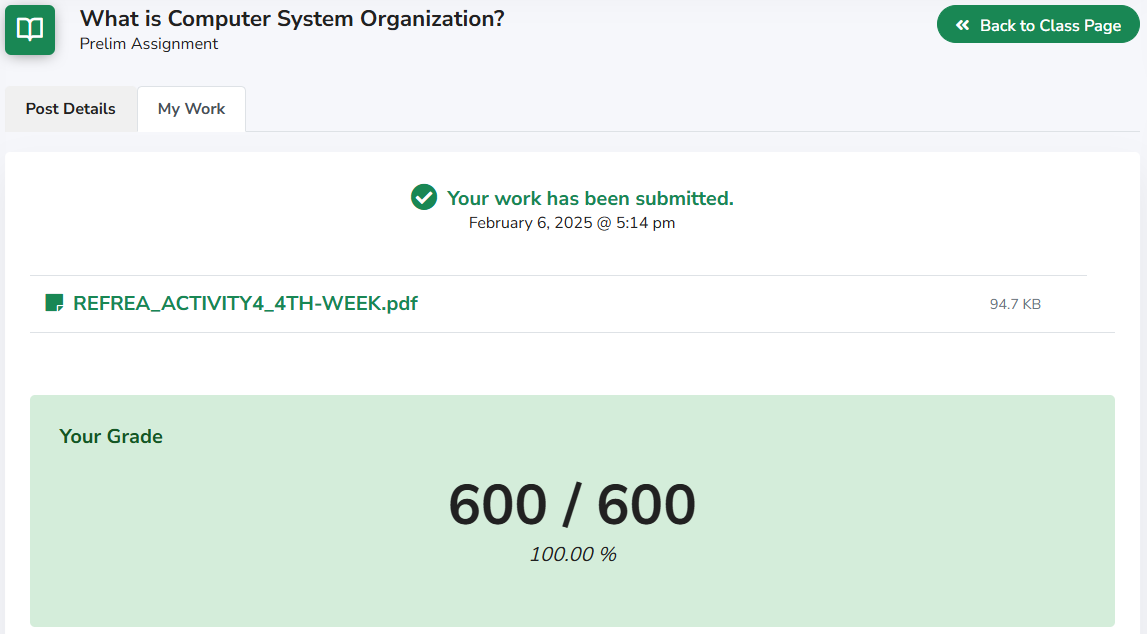 What is Computer System Organization?
Prelim Assignment
Back to Class Page
Post Details
My Work
Your work has been submitted.
February 6, 2025 @ 5:14 pm
REFREA_ACTIVITY4_4TH-WEEK.pdf
94.7 KB
Your Grade
600 / 600
100.00 %